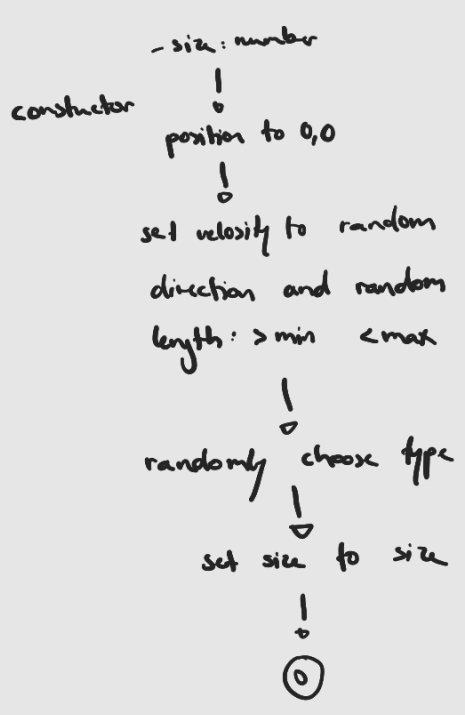 - size: number
constuctor
position to 0,0
set velosity to random
direction and random
length: > min < max
randomly choose type
set size to size